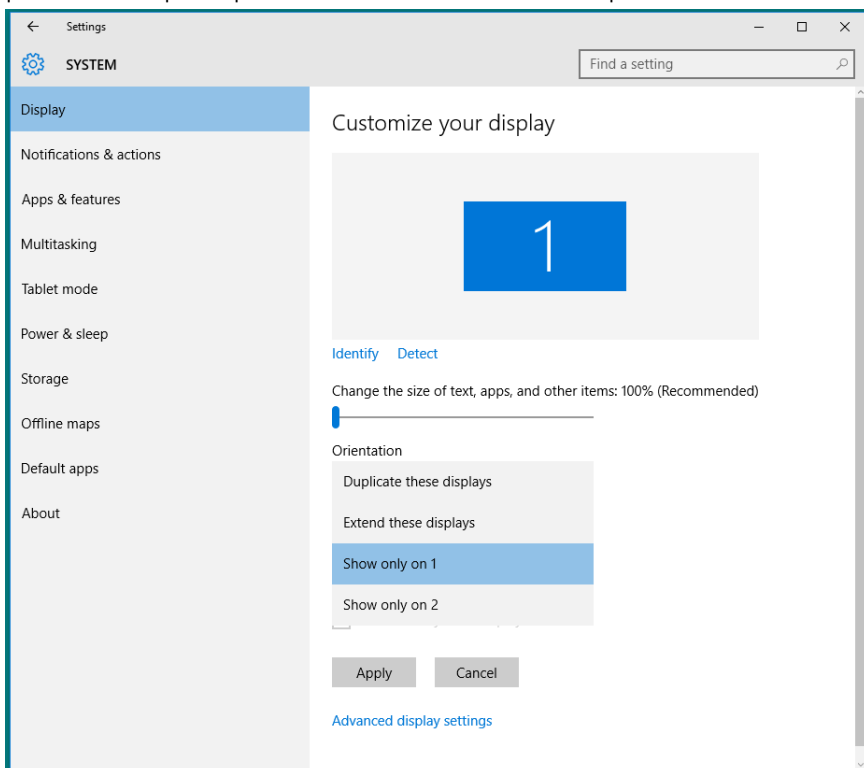 Settings
SYSTEM
Find a setting
Display
Notifications & actions
Apps & features
Multitasking
Tablet mode
Power & sleep
Storage
Offline maps
Default apps
About
Customize your display
1
Identify Detect
Change the size of text, apps, and other items: 100% (Recommended)
Orientation
Duplicate these displays
Extend these displays
Show only on 1
Show only on 2
Apply Cancel
Advanced display settings